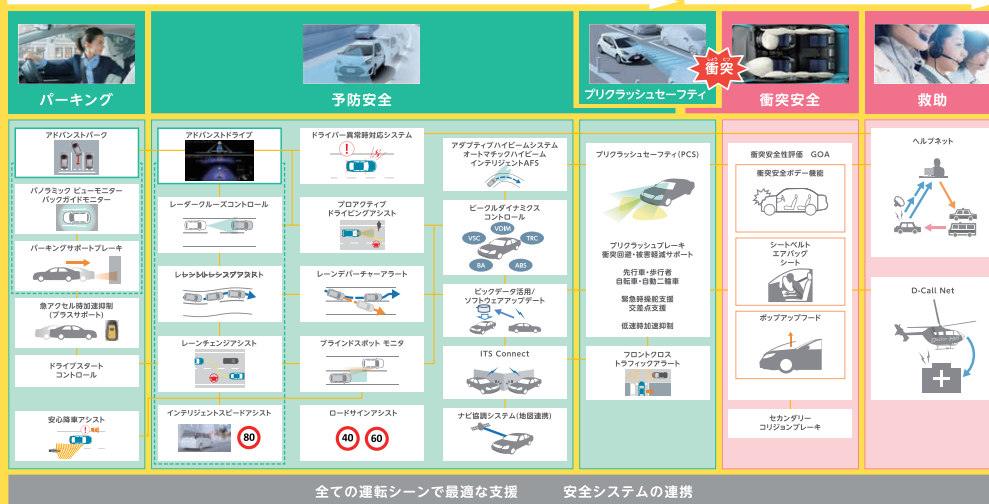 パーキング
予防安全
プリクラッシュセーフティ
しょう とつ
衝突
衝突安全
救助
アドバンストパーク
パノラミック ビューモニター
バックガイドモニター
パーキングサポートブレーキ
急アクセル時加速抑制
(プラスサポート)
ドライブスタート
コントロール
安心降車アシスト
アドバンストドライブ
レーダークルーズコントロール
レーンチェンジアシスト
インテリジェントスピードアシスト
80
ドライバー異常時対応システム
プロアクティブ
ドライビングアシスト
レーンデパーチャーアラート
ブラインドスポット モニタ
ロードサインアシスト
40
60
アダプティブハイビームシステム
オートマチックハイビーム
インテリジェントAFS
ビークルダイナミクス
コントロール
VDIM
VSC
TRC
BA
ABS
ビックデータ活用/
ソフトウェアアップデート
ITS Connect
ナビ協調システム(地図連携)
プリクラッシュセーフティ(PCS)
プリクラッシュブレーキ
衝突回避・被害軽減サポート
先行車・歩行者
自転車・自動二輪車
緊急時操舵支援
交差点支援
低速時加速抑制
フロントクロス
トラフィックアラート
衝突安全性評価 GOA
衝突安全ボデー機能
シートベルト
エアバッグ
シート
ポップアップフード
セカンダリー
コリジョンブレーキ
ヘルプネット
D-Call Net
全ての運転シーンで最適な支援 安全システムの連携